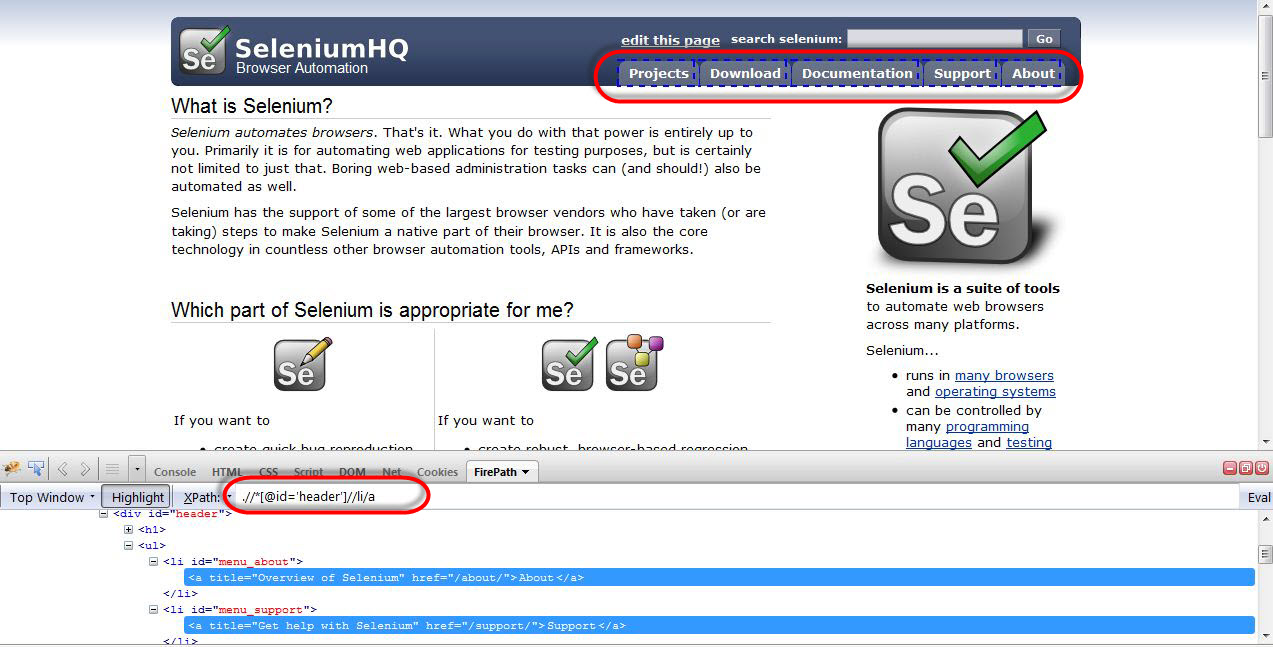 Se
SeleniumHQ
Browser Automation
edit this page search selenium: Go
Projects Download Documentation Support About
What is Selenium?
Selenium automates browsers. That's it. What you do with that power is entirely up to
you. Primarily it is for automating web applications for testing purposes, but is certainly
not limited to just that. Boring web-based administration tasks can (and should!) also be
automated as well.
Selenium has the support of some of the largest browser vendors who have taken (or are
taking) steps to make Selenium a native part of their browser. It is also the core
technology in countless other browser automation tools, APIs and frameworks.
Which part of Selenium is appropriate for me?
Se
If you want to
create quick bug reproduction
Se Se
If you want to
create robust, browser-based regression
Se
Selenium is a suite of tools
to automate web browsers
across many platforms.
Selenium...
• runs in many browsers
and operating systems
• can be controlled by
many programming
languages and testing
Console HTML CSS Script DOM Net Cookies FirePath
Top Window Highlight XPath: .//*[@id='header']//li/a Eval
<div id="header">
<h1>
<ul>
<li id="menu_about">
<a title="Overview of Selenium" href="/about/">About</a>
</li>
<li id="menu_support">
<a title="Get help with Selenium" href="/support/">Support</a>
</li>